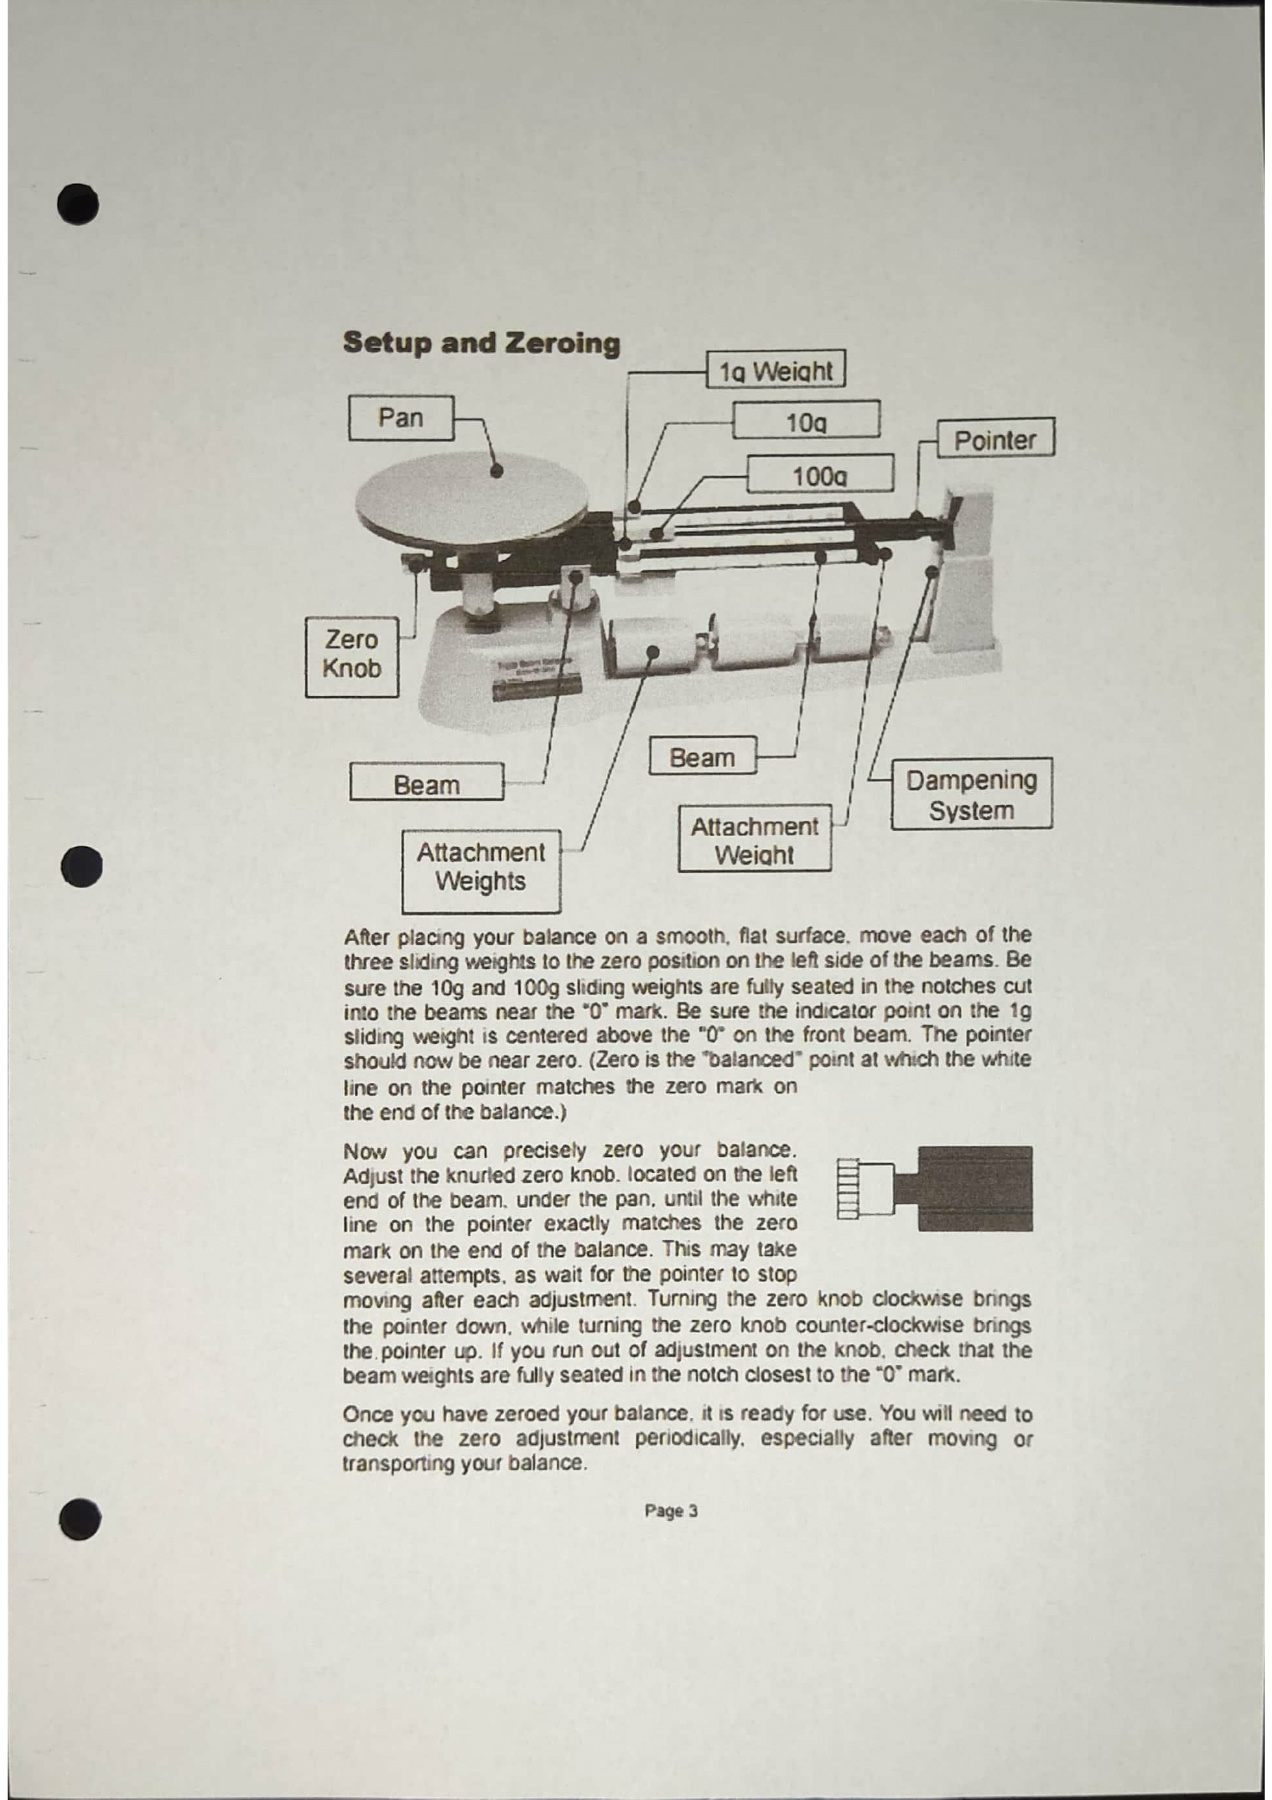 Setup and Zeroing
1g Weight
Pan
10g
Pointer
100g
Zero
Knob
Beam
Beam
Dampening
System
Attachment
Weight
Attachment
Weights
After placing your balance on a smooth, flat surface, move each of the
three sliding weights to the zero position on the left side of the beams. Be
sure the 10g and 100g sliding weights are fully seated in the notches cut
into the beams near the "0" mark. Be sure the indicator point on the 1g
sliding weight is centered above the "0" on the front beam. The pointer
should now be near zero. (Zero is the "balanced" point at which the white
line on the pointer matches the zero mark on
the end of the balance.)
Now you can precisely zero your balance.
Adjust the knurled zero knob, located on the left
end of the beam, under the pan, until the white
line on the pointer exactly matches the zero
mark on the end of the balance. This may take
several attempts, as wait for the pointer to stop
moving after each adjustment. Turning the zero knob clockwise brings
the pointer down, while turning the zero knob counter-clockwise brings
the pointer up. If you run out of adjustment on the knob, check that the
beam weights are fully seated in the notch closest to the "0" mark.
Once you have zeroed your balance, it is ready for use. You will need to
check the zero adjustment periodically, especially after moving or
transporting your balance.
Page 3